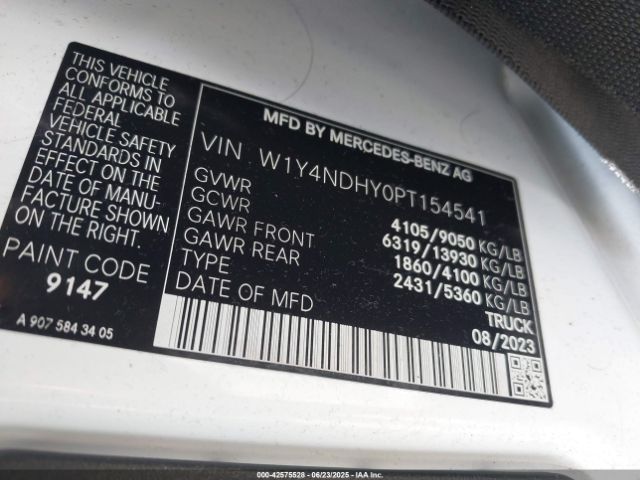 THIS VEHICLE
CONFORMS TO
ALL APPLICABLE
FEDERAL
VEHICLE SAFETY
STANDARDS IN
EFFECT ON THE
DATE OF MANU-
FACTURE SHOWN
ON THE RIGHT.
PAINT CODE
9147
A 907 584 34 05
MFD BY MERCEDES-BENZ AG
VIN W1Y4NDHY0PT154541
GVWR 4105/9050 KG/LB
GCWR 6319/13930 KG/LB
GAWR FRONT 1860/4100 KG/LB
GAWR REAR 2431/5360 KG/LB
TYPE TRUCK
DATE OF MFD 08/2023
000-42575528 - 06/23/2025 - IAA Inc.